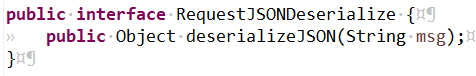 public interface RequestJSONDeserialize {¤¶
» public Object deserializeJSON(String msg);¤
}¤¶